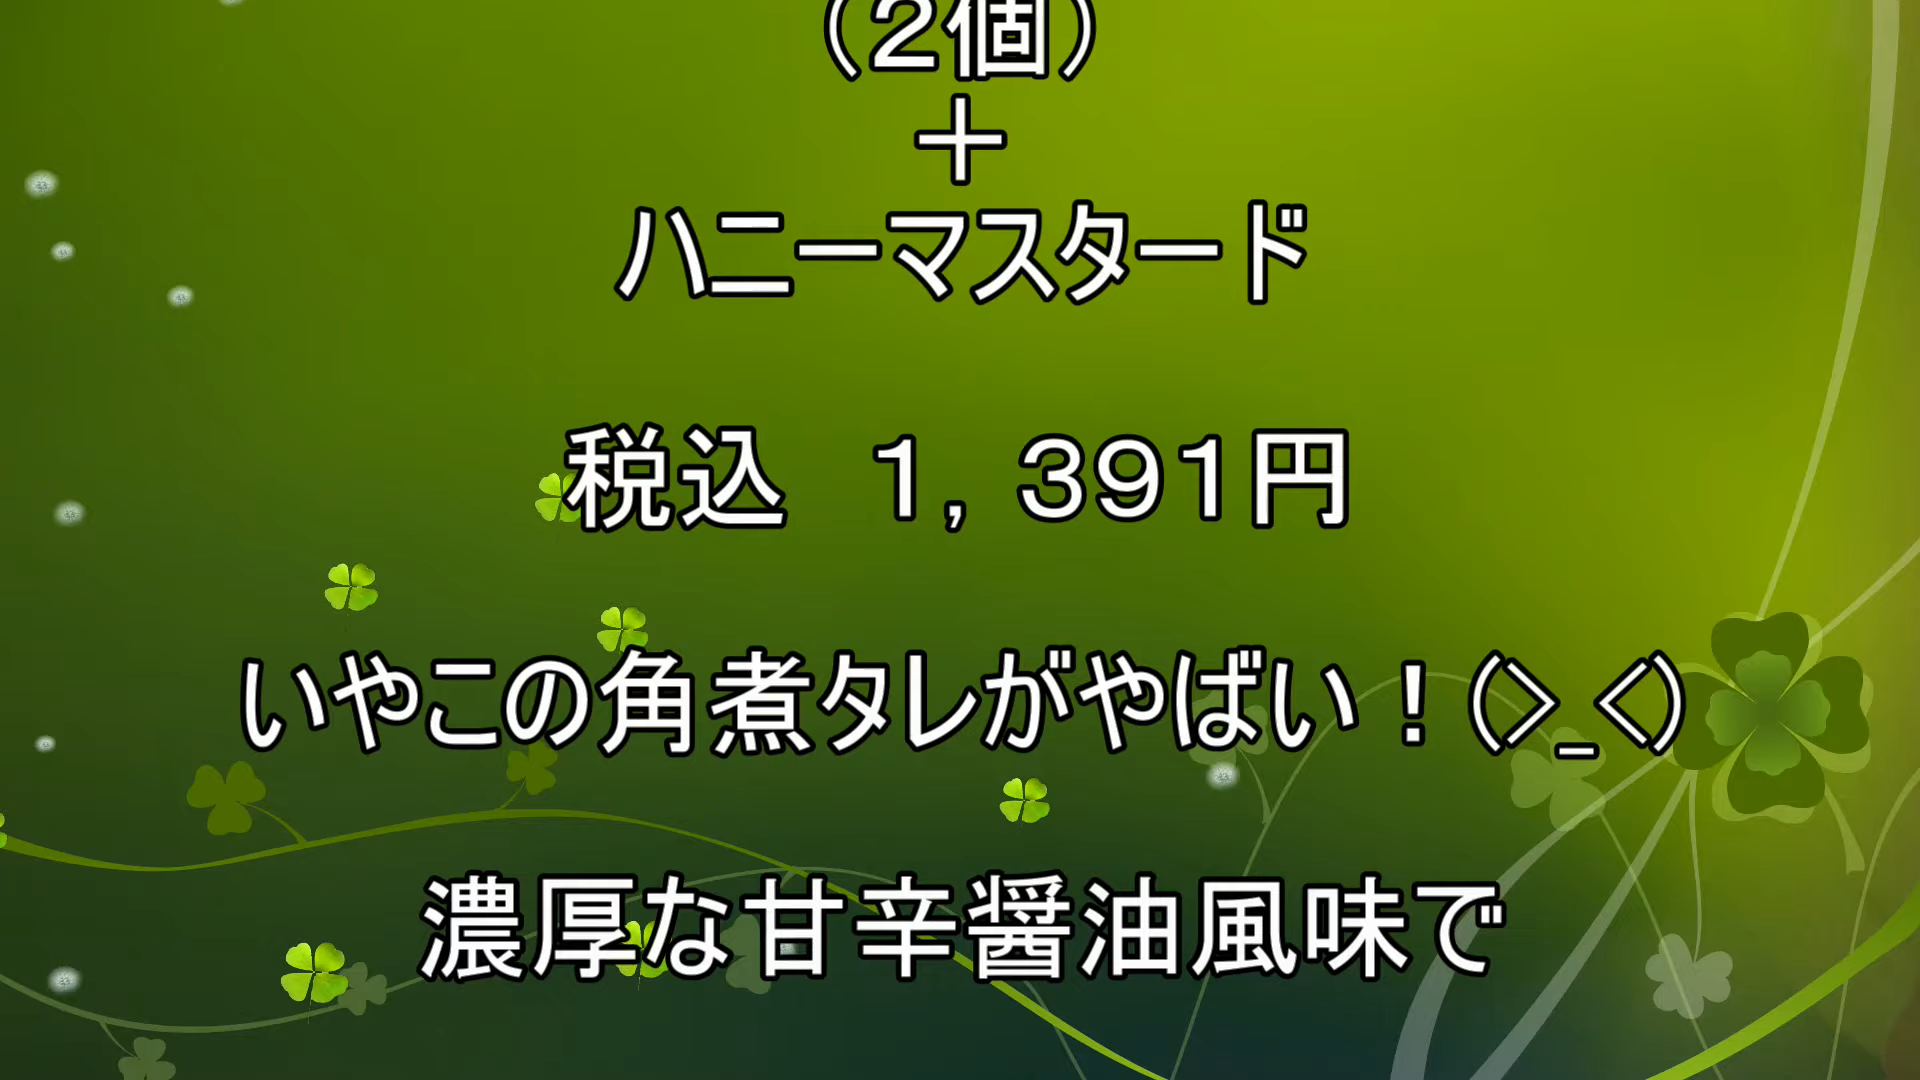 （２個）
＋
ハニーマスタード
税込　１，３９１円
いやこの角煮タレがやばい！(>_<)
濃厚な甘辛醤油風味で